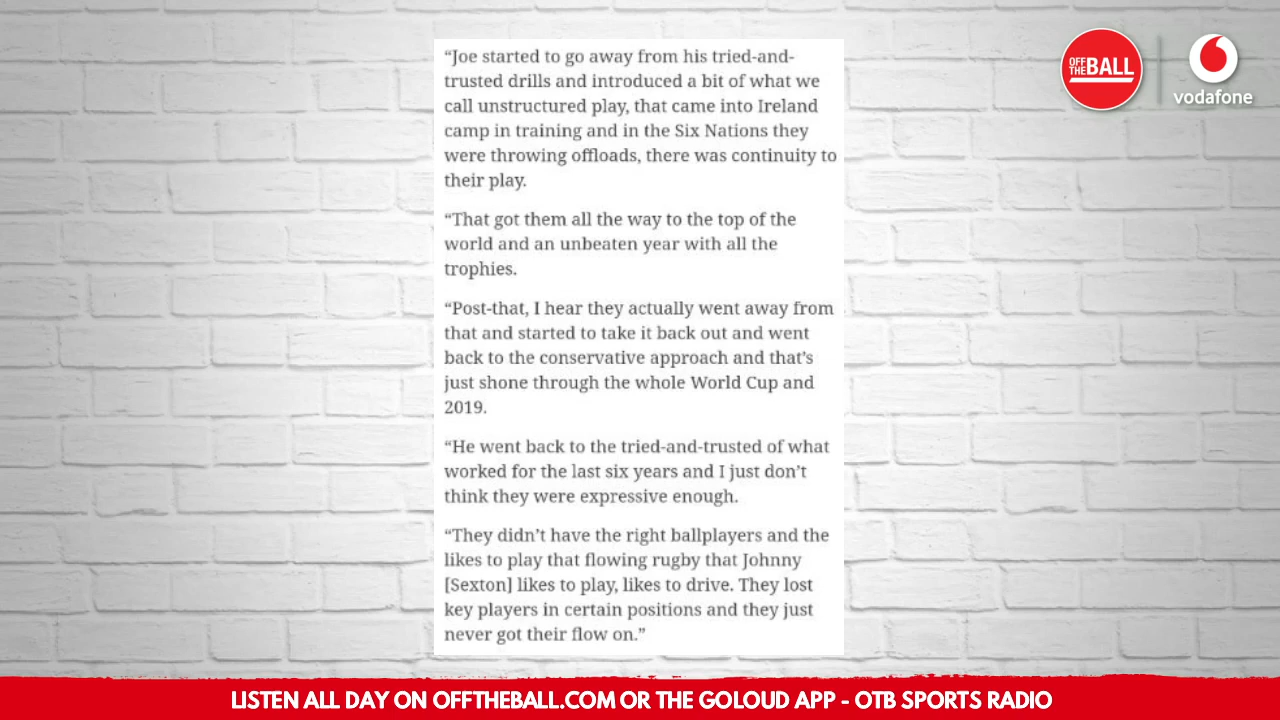 “Joe started to go away from his tried-and-
trusted drills and introduced a bit of what we
call unstructured play, that came into Ireland
camp in training and in the Six Nations they
were throwing offloads, there was continuity to
their play.
“That got them all the way to the top of the
world and an unbeaten year with all the
trophies.
“Post-that, I hear they actually went away from
that and started to take it back out and went
back to the conservative approach and that’s
just shone through the whole World Cup and
2019.
“He went back to the tried-and-trusted of what
worked for the last six years and I just don’t
think they were expressive enough.
“They didn’t have the right ballplayers and the
likes to play that flowing rugby that Johnny
[Sexton] likes to play, likes to drive. They lost
key players in certain positions and they just
never got their flow on.”
OFF
THE BALL
vodafone
LISTEN ALL DAY ON OFFTHEBALL.COM OR THE GOLOUD APP - OTB SPORTS RADIO